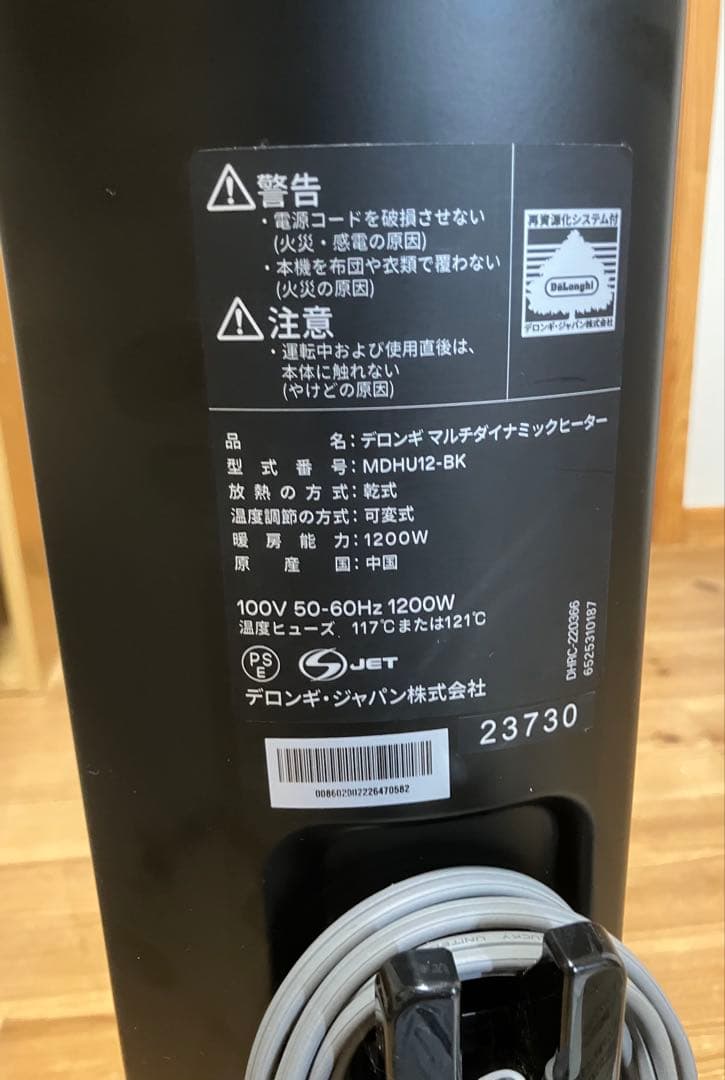 警告
・電源コードを破損させない
(火災・感電の原因)
・本機を布団や衣類で覆わない
(火災の原因)
注意
・運転中および使用直後は、
本体に触れない
(やけどの原因)
再資源化システム付
DeLonghi
デロンギ・ジャパン株式会社
品名:デロンギ マルチダイナミックヒーター
型式番号:MDHU12-BK
放熱の方式:乾式
温度調節の方式:可変式
暖房能力:1200W
原産国:中国
100V 50-60Hz 1200W
温度ヒューズ 117℃または121℃
PSE
JET
デロンギ・ジャパン株式会社
DHRC-220366
6525310187
23730
008602002226470582
UCKY UNITE